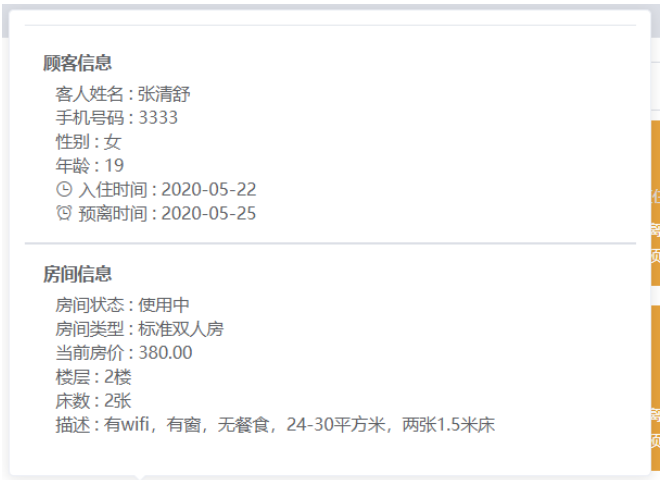 顾客信息
客人姓名 : 张清舒
手机号码 : 3333
性别 : 女
年龄 : 19
入住时间 : 2020-05-22
预离时间 : 2020-05-25
房间信息
房间状态 : 使用中
房间类型 : 标准双人房
当前房价 : 380.00
楼层 : 2楼
床数 : 2张
描述 : 有wifi，有窗，无餐食，24-30平方米，两张1.5米床